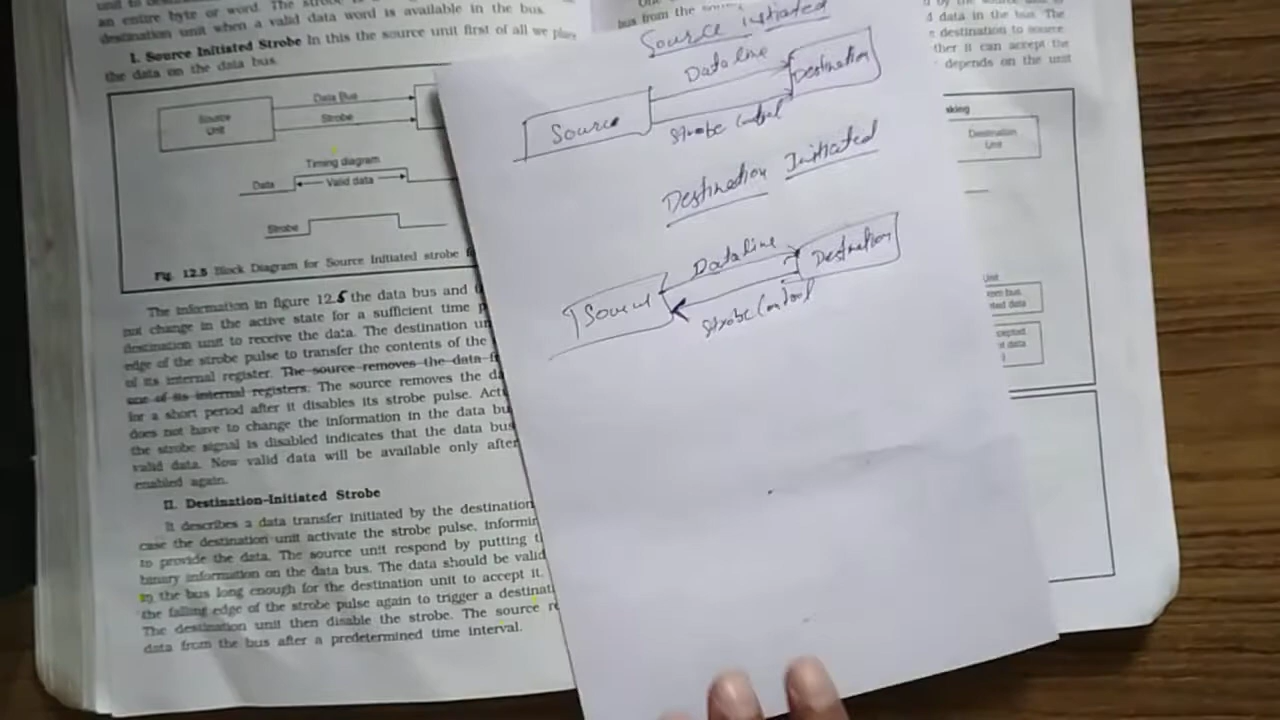 an entire byte or word. The
destination unit when a valid data word is available in the bus.
I. Source Initiated Strobe In this the source unit first of all we place
the data on the data bus.
Source
Unit
Data Bus
Strobe
Timing diagram
Data
Valid data
Strobe
Fig. 12.5 Block Diagram for Source Initiated strobe
The information in figure 12.5 the data bus and
not change in the active state for a sufficient time
destination unit to receive the data. The destination
edge of the strobe pulse to transfer the contents of the
of its internal register. The source removes the data
one of its internal registers. The source removes the
for a short period after it disables its strobe pulse.
does not have to change the information in the data
the strobe signal is disabled indicates that the data bus
valid data. Now valid data will be available only after
enabled again.
II. Destination-Initiated Strobe
It describes a data transfer initiated by the destination
case the destination unit activate the strobe pulse,
to provide the data. The source unit respond by putting
binary information on the data bus. The data should be valid
in the bus long enough for the destination unit to accept it.
the falling edge of the strobe pulse again to trigger a
The destination unit then disable the strobe. The source
data from the bus after a predetermined time interval.
Source initiated
Data line
Source
Destination
Strobe Control
Destination Initiated
Data line
Source
Destination
Strobe Control
bus from the
data in the bus. The
destination to source
it can accept the
depends on the unit
Destination
Unit
Unit
bus.
data
data